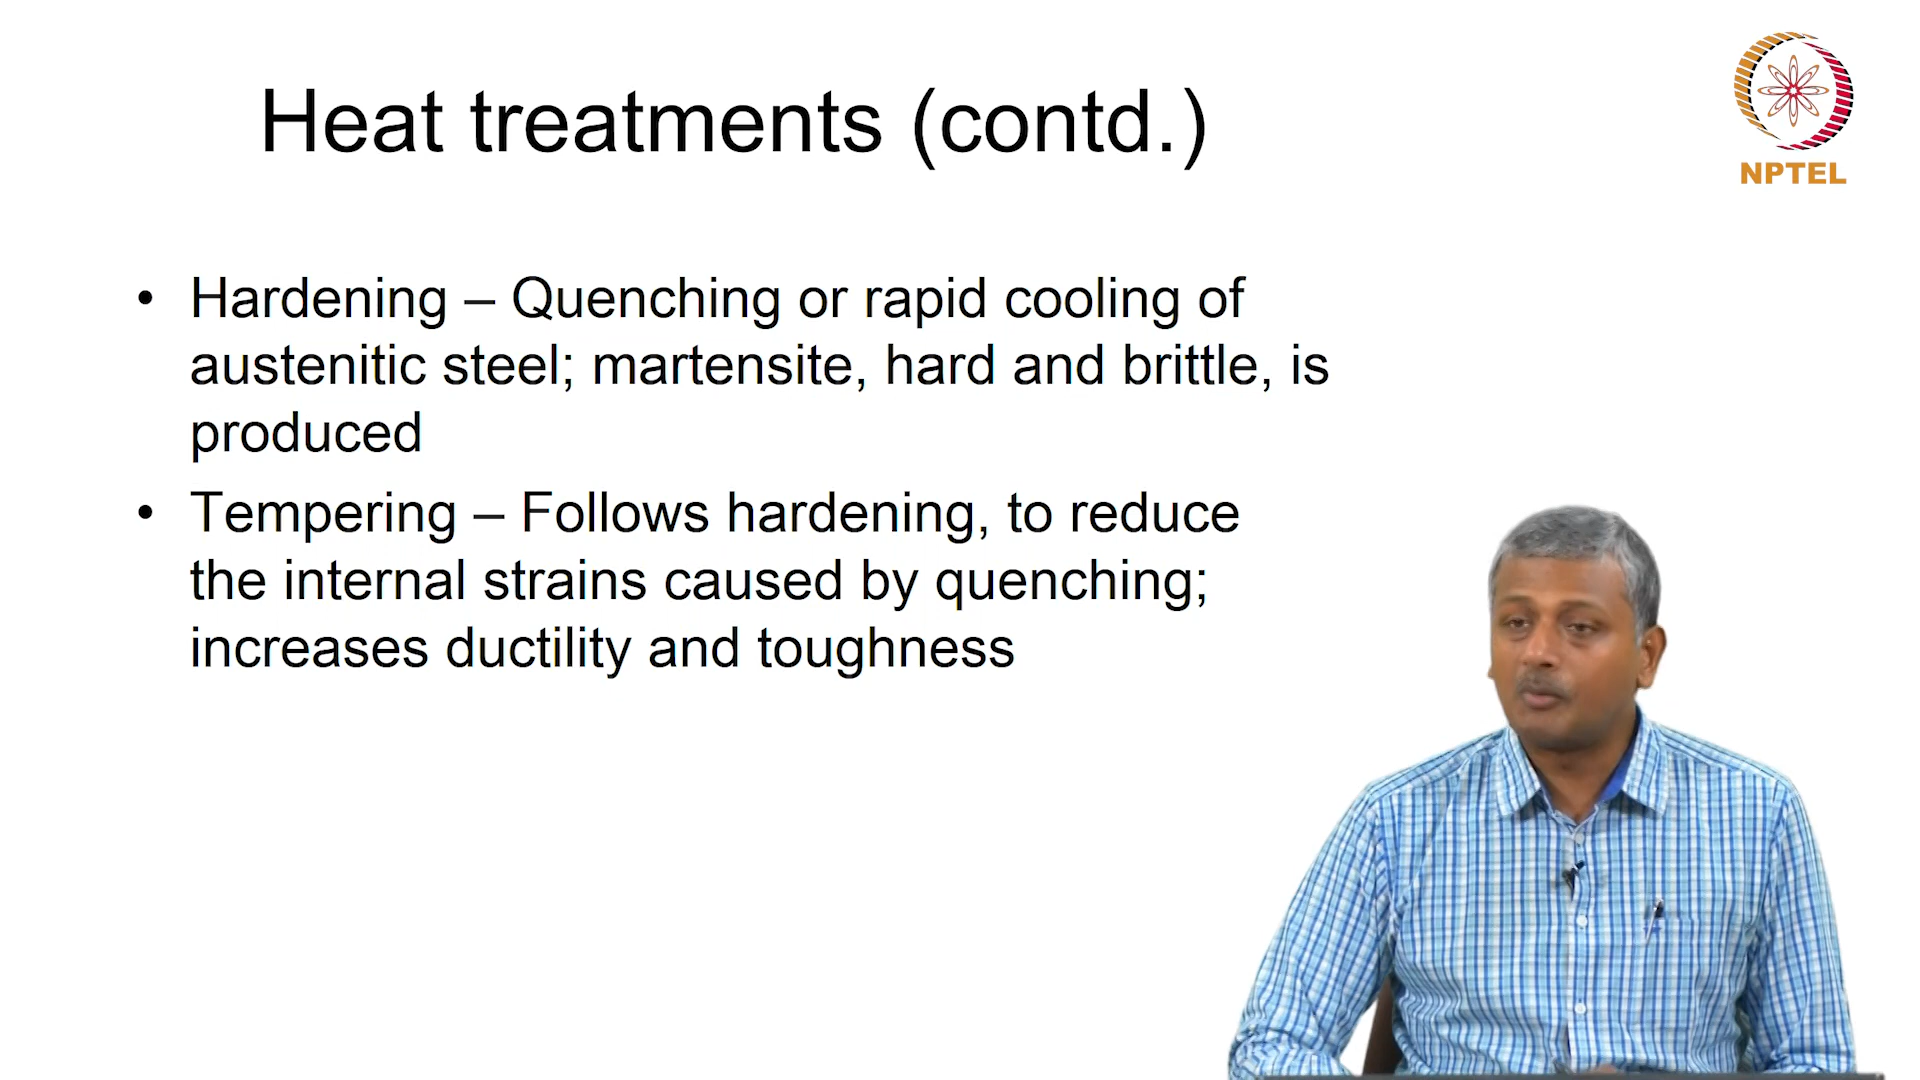 Heat treatments (contd.)
NPTEL
• Hardening – Quenching or rapid cooling of
austenitic steel; martensite, hard and brittle, is
produced
• Tempering – Follows hardening, to reduce
the internal strains caused by quenching;
increases ductility and toughness